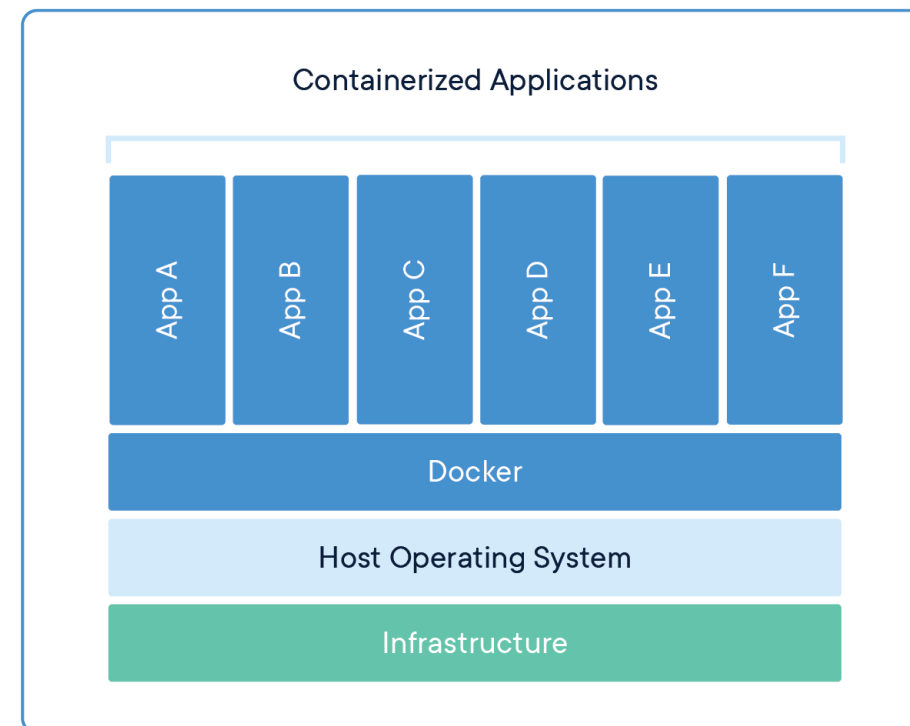 Containerized Applications
App A
App B
App C
App D
App E
App F
Docker
Host Operating System
Infrastructure